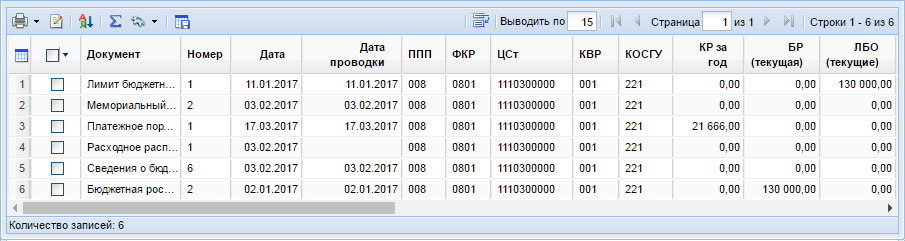 Выводить по 15 Страница 1 из 1 Строки 1 - 6 из 6
Документ Номер Дата Дата проводки ППП ФКР ЦСт КВР КОСГУ КР за год БР (текущая) ЛБО (текущие)
1 Лимит бюджетн... 1 11.01.2017 11.01.2017 008 0801 1110300000 001 221 0,00 0,00 130 000,00
2 Мемориальный... 2 03.02.2017 03.02.2017 008 0801 1110300000 001 221 0,00 0,00 0,00
3 Платежное пор... 1 17.03.2017 17.03.2017 008 0801 1110300000 001 221 21 666,00 0,00 0,00
4 Расходное расп... 1 03.02.2017 008 0801 1110300000 001 221 0,00 0,00 0,00
5 Сведения о бюд... 6 03.02.2017 03.02.2017 008 0801 1110300000 001 221 0,00 0,00 0,00
6 Бюджетная рос... 2 02.01.2017 02.01.2017 008 0801 1110300000 001 221 0,00 130 000,00 0,00
Количество записей: 6